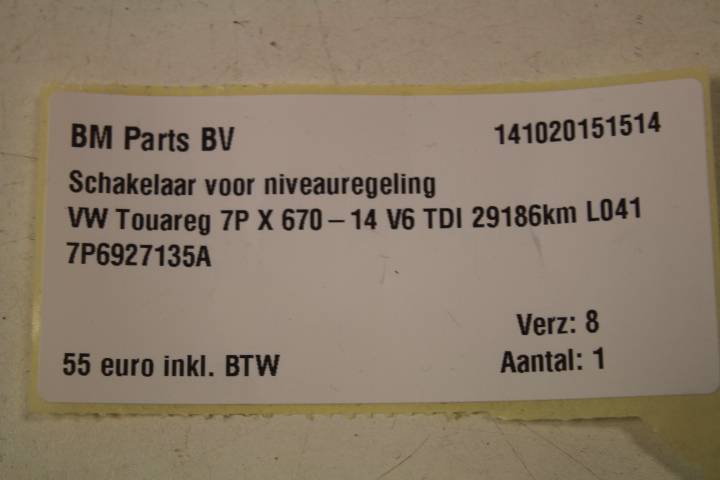 BM Parts BV 141020151514
Schakelaar voor niveauregeling
VW Touareg 7P X 670 – 14 V6 TDI 29186km L041
7P6927135A
Verz: 8
55 euro inkl. BTW Aantal: 1